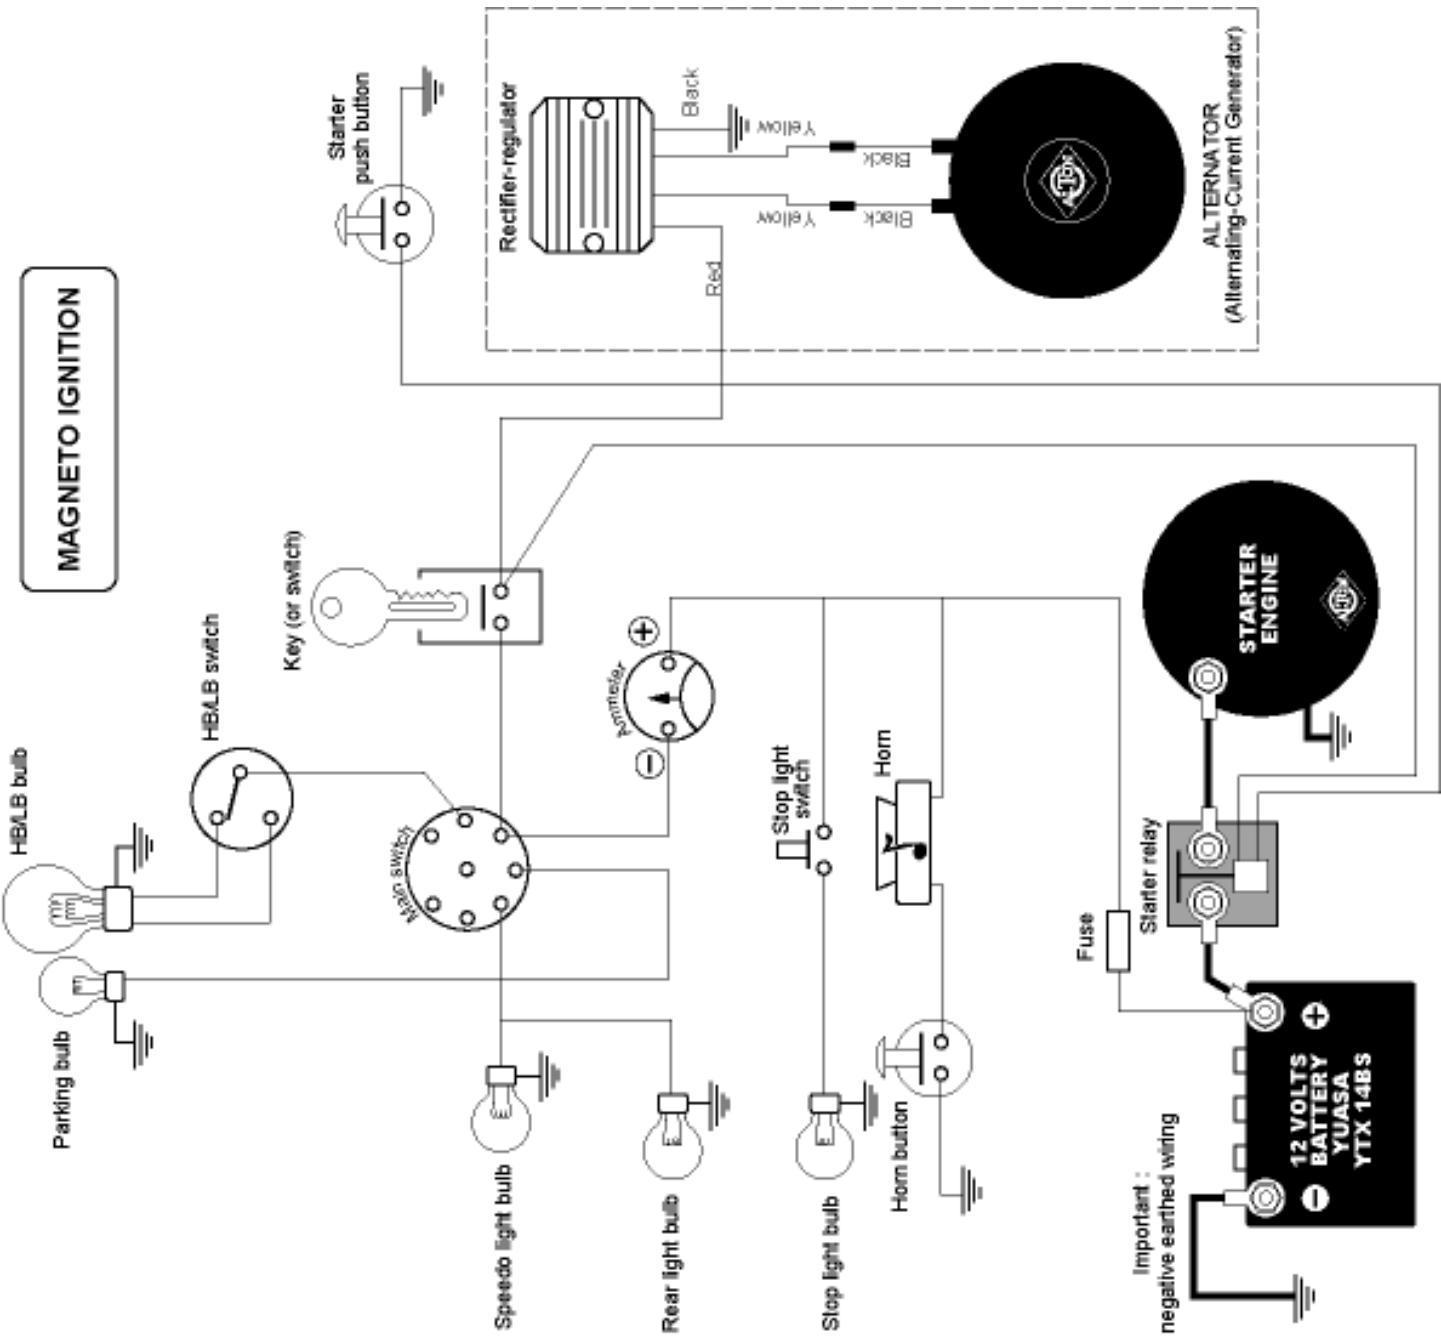 MAGNETO IGNITION
HB/LB bulb
HB/LB switch
Key (or switch)
Starter
push button
Rectifier-regulator
Black
Red
Yellow
Black
Yellow
Black
ALTON
ALTERNATOR
(Alternating-Current Generator)
Parking bulb
Main switch
Ammeter
+
−
Stop light
switch
Horn
Fuse
Starter relay
STARTER
ENGINE
ALTON
Speedo light bulb
Rear light bulb
Stop light bulb
Horn button
Important :
negative earthed wiring
12 VOLTS
BATTERY
YUASA
YTX 14BS
+
−